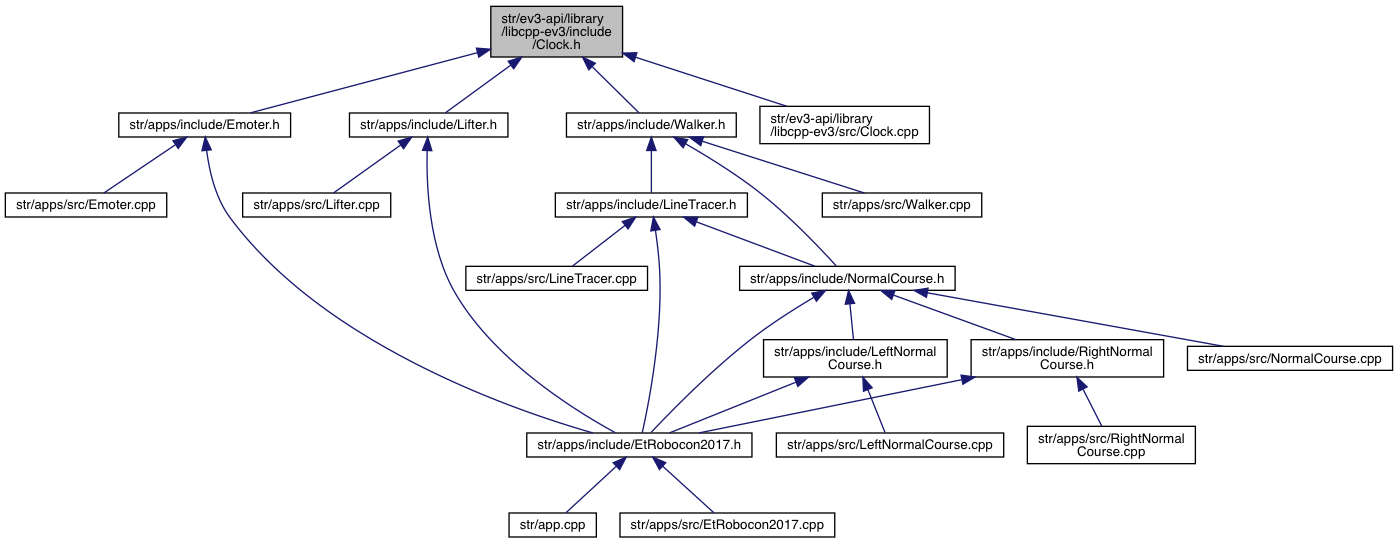 str/ev3-api/library
/libcpp-ev3/include
/Clock.h
str/apps/include/Emoter.h
str/apps/include/Lifter.h
str/apps/include/Walker.h
str/ev3-api/library
/libcpp-ev3/src/Clock.cpp
str/apps/src/Emoter.cpp
str/apps/src/Lifter.cpp
str/apps/include/LineTracer.h
str/apps/src/Walker.cpp
str/apps/src/LineTracer.cpp
str/apps/include/NormalCourse.h
str/apps/include/LeftNormal
Course.h
str/apps/include/RightNormal
Course.h
str/apps/src/NormalCourse.cpp
str/apps/include/EtRobocon2017.h
str/apps/src/LeftNormalCourse.cpp
str/apps/src/RightNormal
Course.cpp
str/app.cpp
str/apps/src/EtRobocon2017.cpp